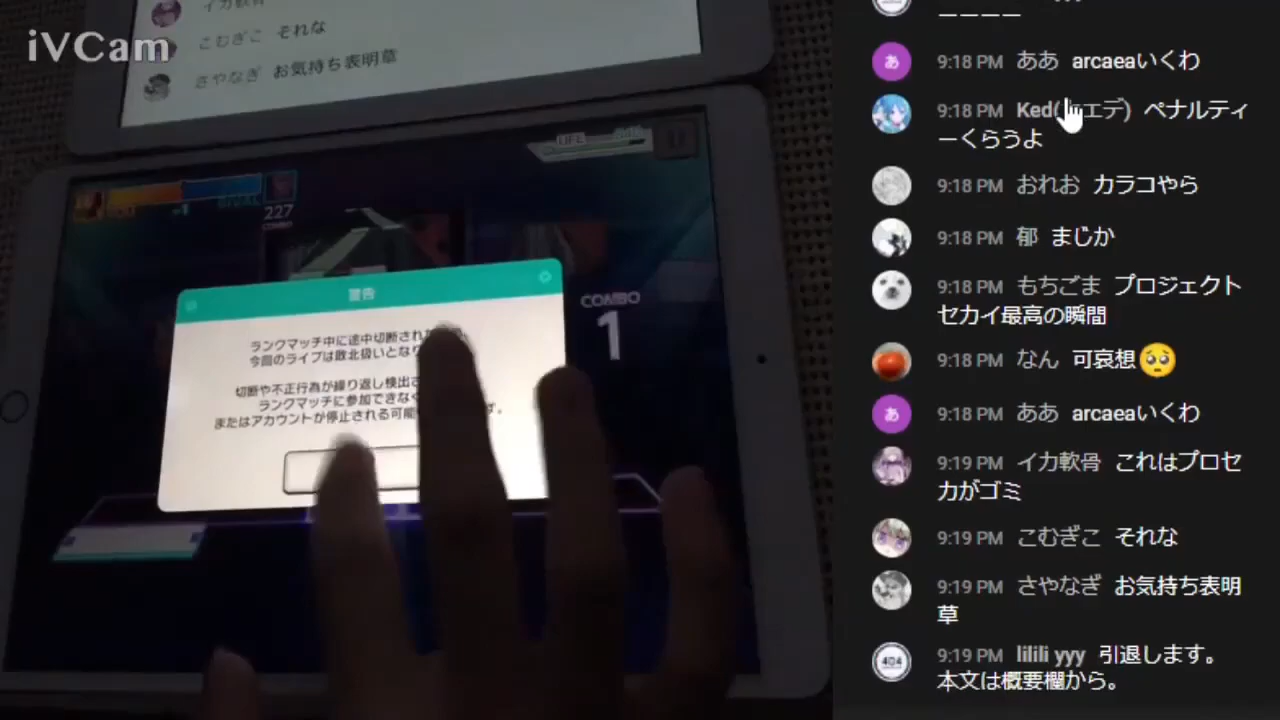 iVCam
こむぎこ それな
さやなぎ お気持ち表明草
LIFE
227
COMBO
COMBO
1
警告
ランクマッチ中に途中切断され
今回のライブは敗北扱いとな
切断や不正行為が繰り返し検出
ランクマッチに参加できな
またはアカウントが停止される可能
す。
9:18 PM ああ arcaeaいくわ
9:18 PM Ked( エデ) ペナルティ
ーくらうよ
9:18 PM おれお カラコやら
9:18 PM 郁 まじか
9:18 PM もちごま プロジェクト
セカイ最高の瞬間
9:18 PM なん 可哀想🥺
あ
9:18 PM ああ arcaeaいくわ
9:19 PM イカ軟骨 これはプロセ
カがゴミ
9:19 PM こむぎこ それな
9:19 PM さやなぎ お気持ち表明
草
404
9:19 PM lilili yyy 引退します。
本文は概要欄から。